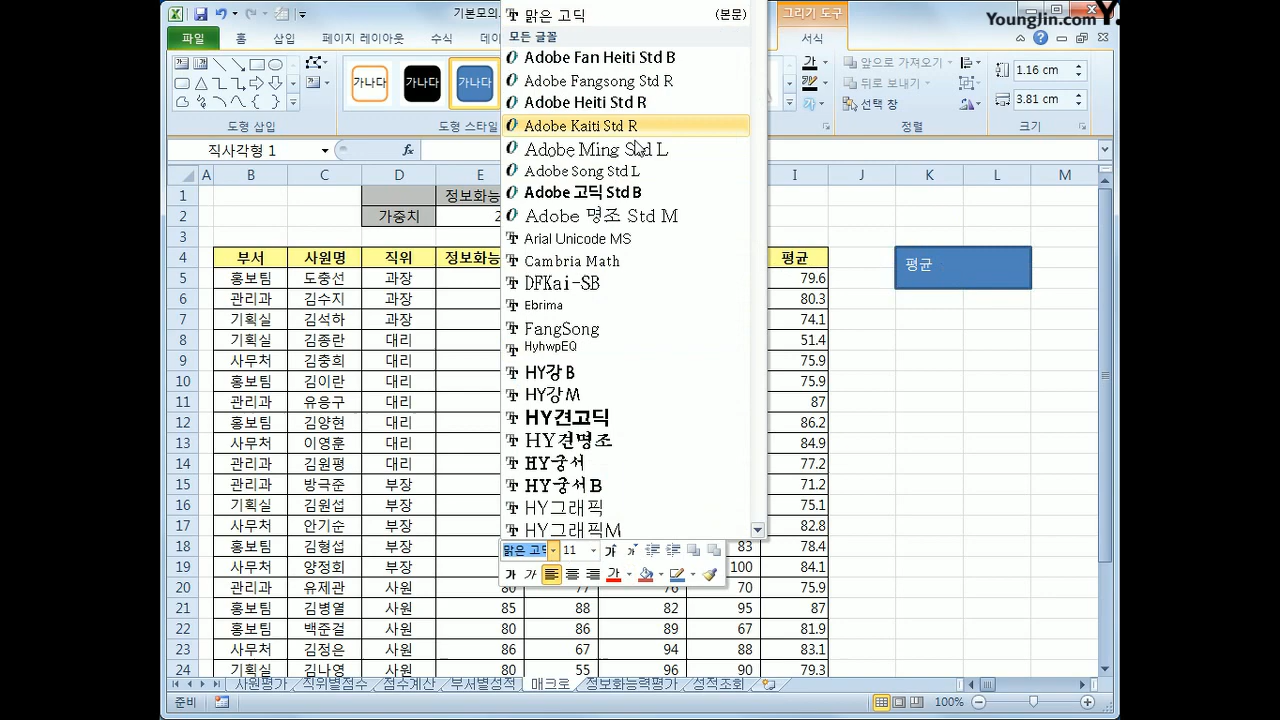 기본모의
그리기 도구
YoungJin.com Y.
파일 홈 삽입 페이지 레이아웃 수식 데이 서식
가나다 가나다 가나다
앞으로 가져오기
뒤로 보내기
선택 창
1.16 cm
3.81 cm
도형 삽입 도형 스타일 정렬 크기
직사각형 1
fx
맑은 고딕 (본문)
모든 글꼴
Adobe Fan Heiti Std B
Adobe Fangsong Std R
Adobe Heiti Std R
Adobe Kaiti Std R
Adobe Ming Std L
Adobe Song Std L
Adobe 고딕 Std B
Adobe 명조 Std M
Arial Unicode MS
Cambria Math
DFKai-SB
Ebrima
FangSong
HyhwpEQ
HY강B
HY강M
HY견고딕
HY견명조
HY궁서
HY궁서B
HY그래픽
HY그래픽M
맑은 고딕 11
가 가 가
A B C D E I J K L M
1 정보화능
2 가중치 2
3
4 부서 사원명 직위 정보화능 평균 평균
5 홍보팀 도충선 과장 79.6
6 관리과 김수지 과장 80.3
7 기획실 김석하 과장 74.1
8 기획실 김종란 대리 51.4
9 사무처 김충희 대리 75.9
10 홍보팀 김이란 대리 75.9
11 관리과 유응구 대리 87
12 홍보팀 김양현 대리 86.2
13 사무처 이영훈 대리 84.9
14 관리과 김원평 대리 77.2
15 관리과 방극준 부장 71.2
16 기획실 김원섭 부장 75.1
17 사무처 안기순 부장 82.8
18 홍보팀 김형섭 부장 83 78.4
19 사무처 양정회 부장 100 84.1
20 관리과 유제관 사원 80 77 76 70 75.9
21 홍보팀 김병열 사원 85 88 82 95 87
22 홍보팀 백준걸 사원 80 86 89 67 81.9
23 사무처 김정은 사원 86 67 94 88 83.1
24 기획실 김나영 사원 80 55 96 90 79.3
사원평가 직위별점수 점수계산 부서별성적 매크로 정보화능력평가 성적조회
준비 100%